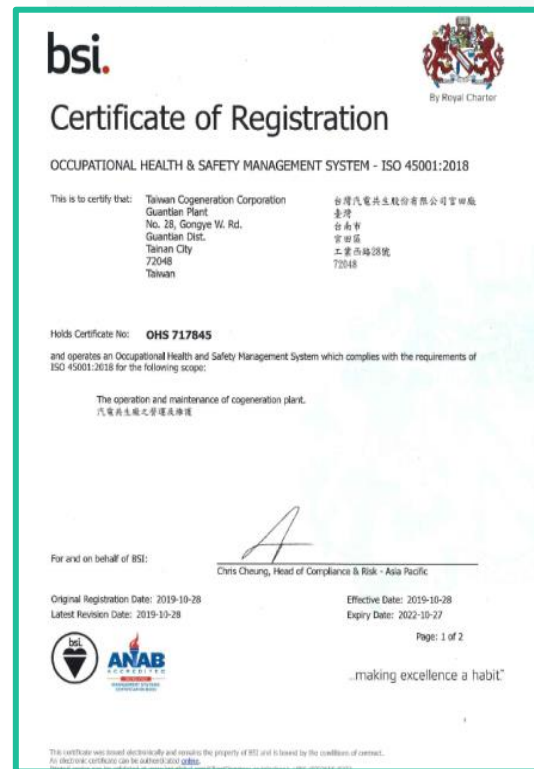 bsi.
By Royal Charter
Certificate of Registration
OCCUPATIONAL HEALTH & SAFETY MANAGEMENT SYSTEM - ISO 45001:2018
This is to certify that:
Taiwan Cogeneration Corporation
Guantian Plant
No. 28, Gongye W. Rd.
Guantian Dist.
Tainan City
72048
Taiwan
台灣汽電共生股份有限公司官田廠
臺灣
台南市
官田區
工業西路28號
72048
Holds Certificate No: OHS 717845
and operates an Occupational Health and Safety Management System which complies with the requirements of
ISO 45001:2018 for the following scope:
The operation and maintenance of cogeneration plant.
汽電共生廠之營運及維護
For and on behalf of BSI:
Chris Cheung, Head of Compliance & Risk - Asia Pacific
Original Registration Date: 2019-10-28
Effective Date: 2019-10-28
Latest Revision Date: 2019-10-28
Expiry Date: 2022-10-27
Page: 1 of 2
bsi.
ANAB
ACCREDITED
MANAGEMENT SYSTEMS
CERTIFICATION BODY
...making excellence a habit.™
This certificate was issued electronically and remains the property of BSI and is bound by the conditions of contract.
An electronic certificate can be authenticated online.